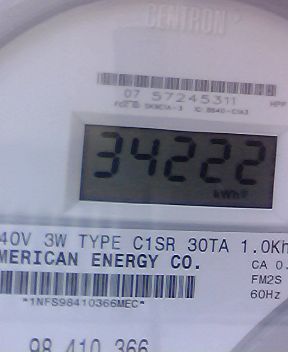 CENTRON
07 57245311
34222
kWh
40V 3W TYPE C1SR 30TA 1.0Kh
MERICAN ENERGY CO.
CA 0.
FM2S
60Hz
*1NFS98410366MEC*
98 410 366